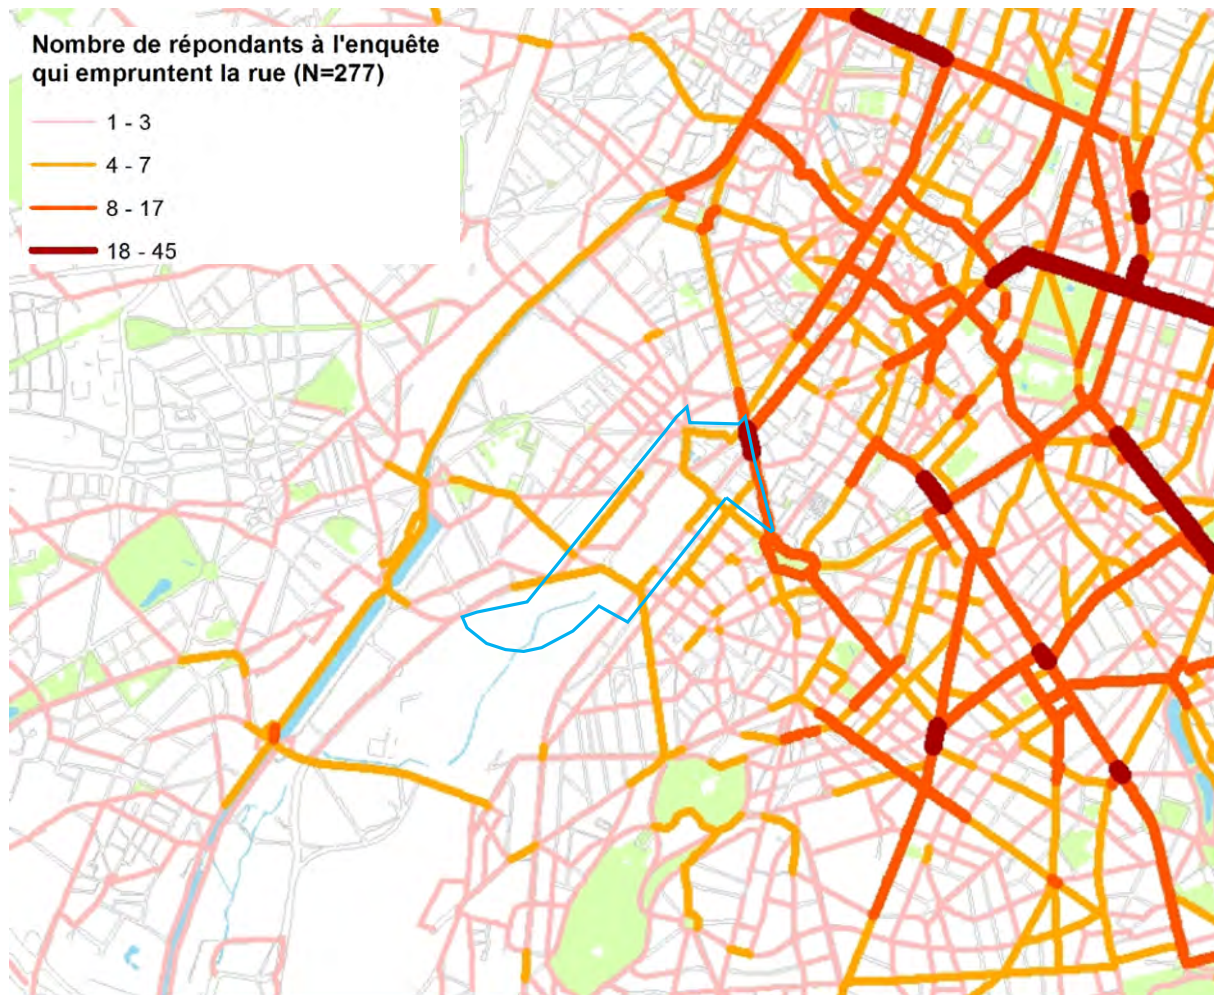 Nombre de répondants à l'enquête
qui empruntent la rue (N=277)
1 - 3
4 - 7
8 - 17
18 - 45